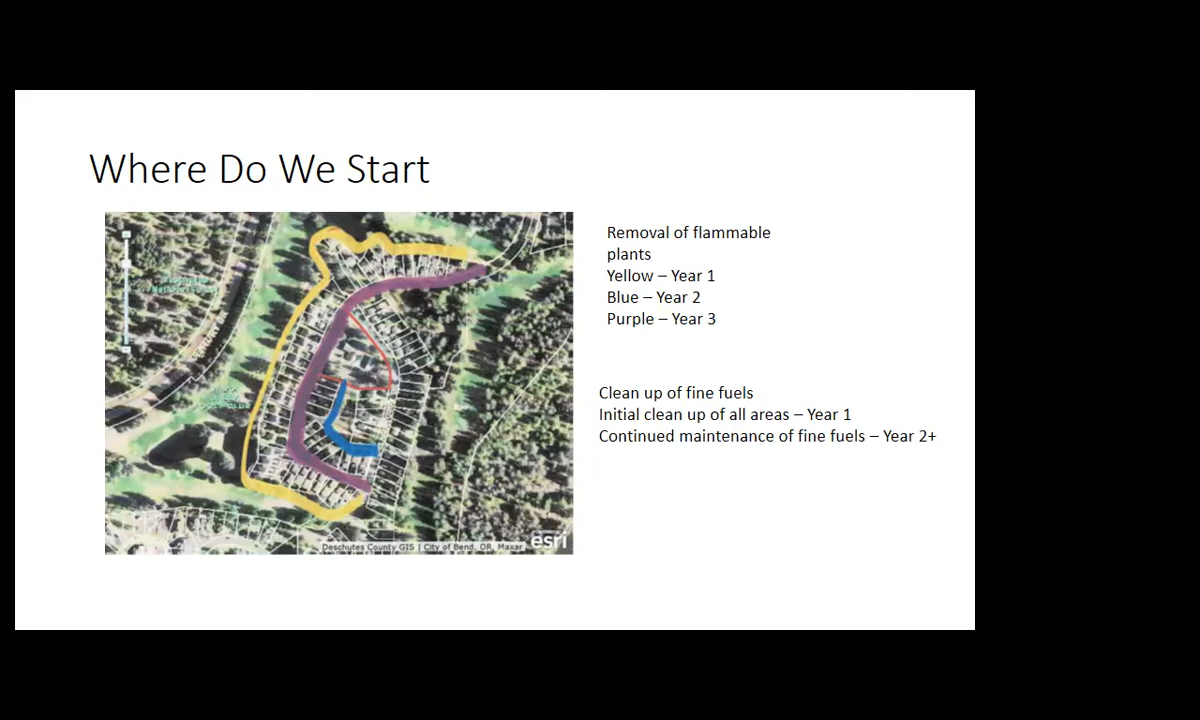 Where Do We Start
Removal of flammable
plants
Yellow – Year 1
Blue – Year 2
Purple – Year 3
Clean up of fine fuels
Initial clean up of all areas – Year 1
Continued maintenance of fine fuels – Year 2+
Deschutes County GIS | City of Bend, OR, Maxar
esri